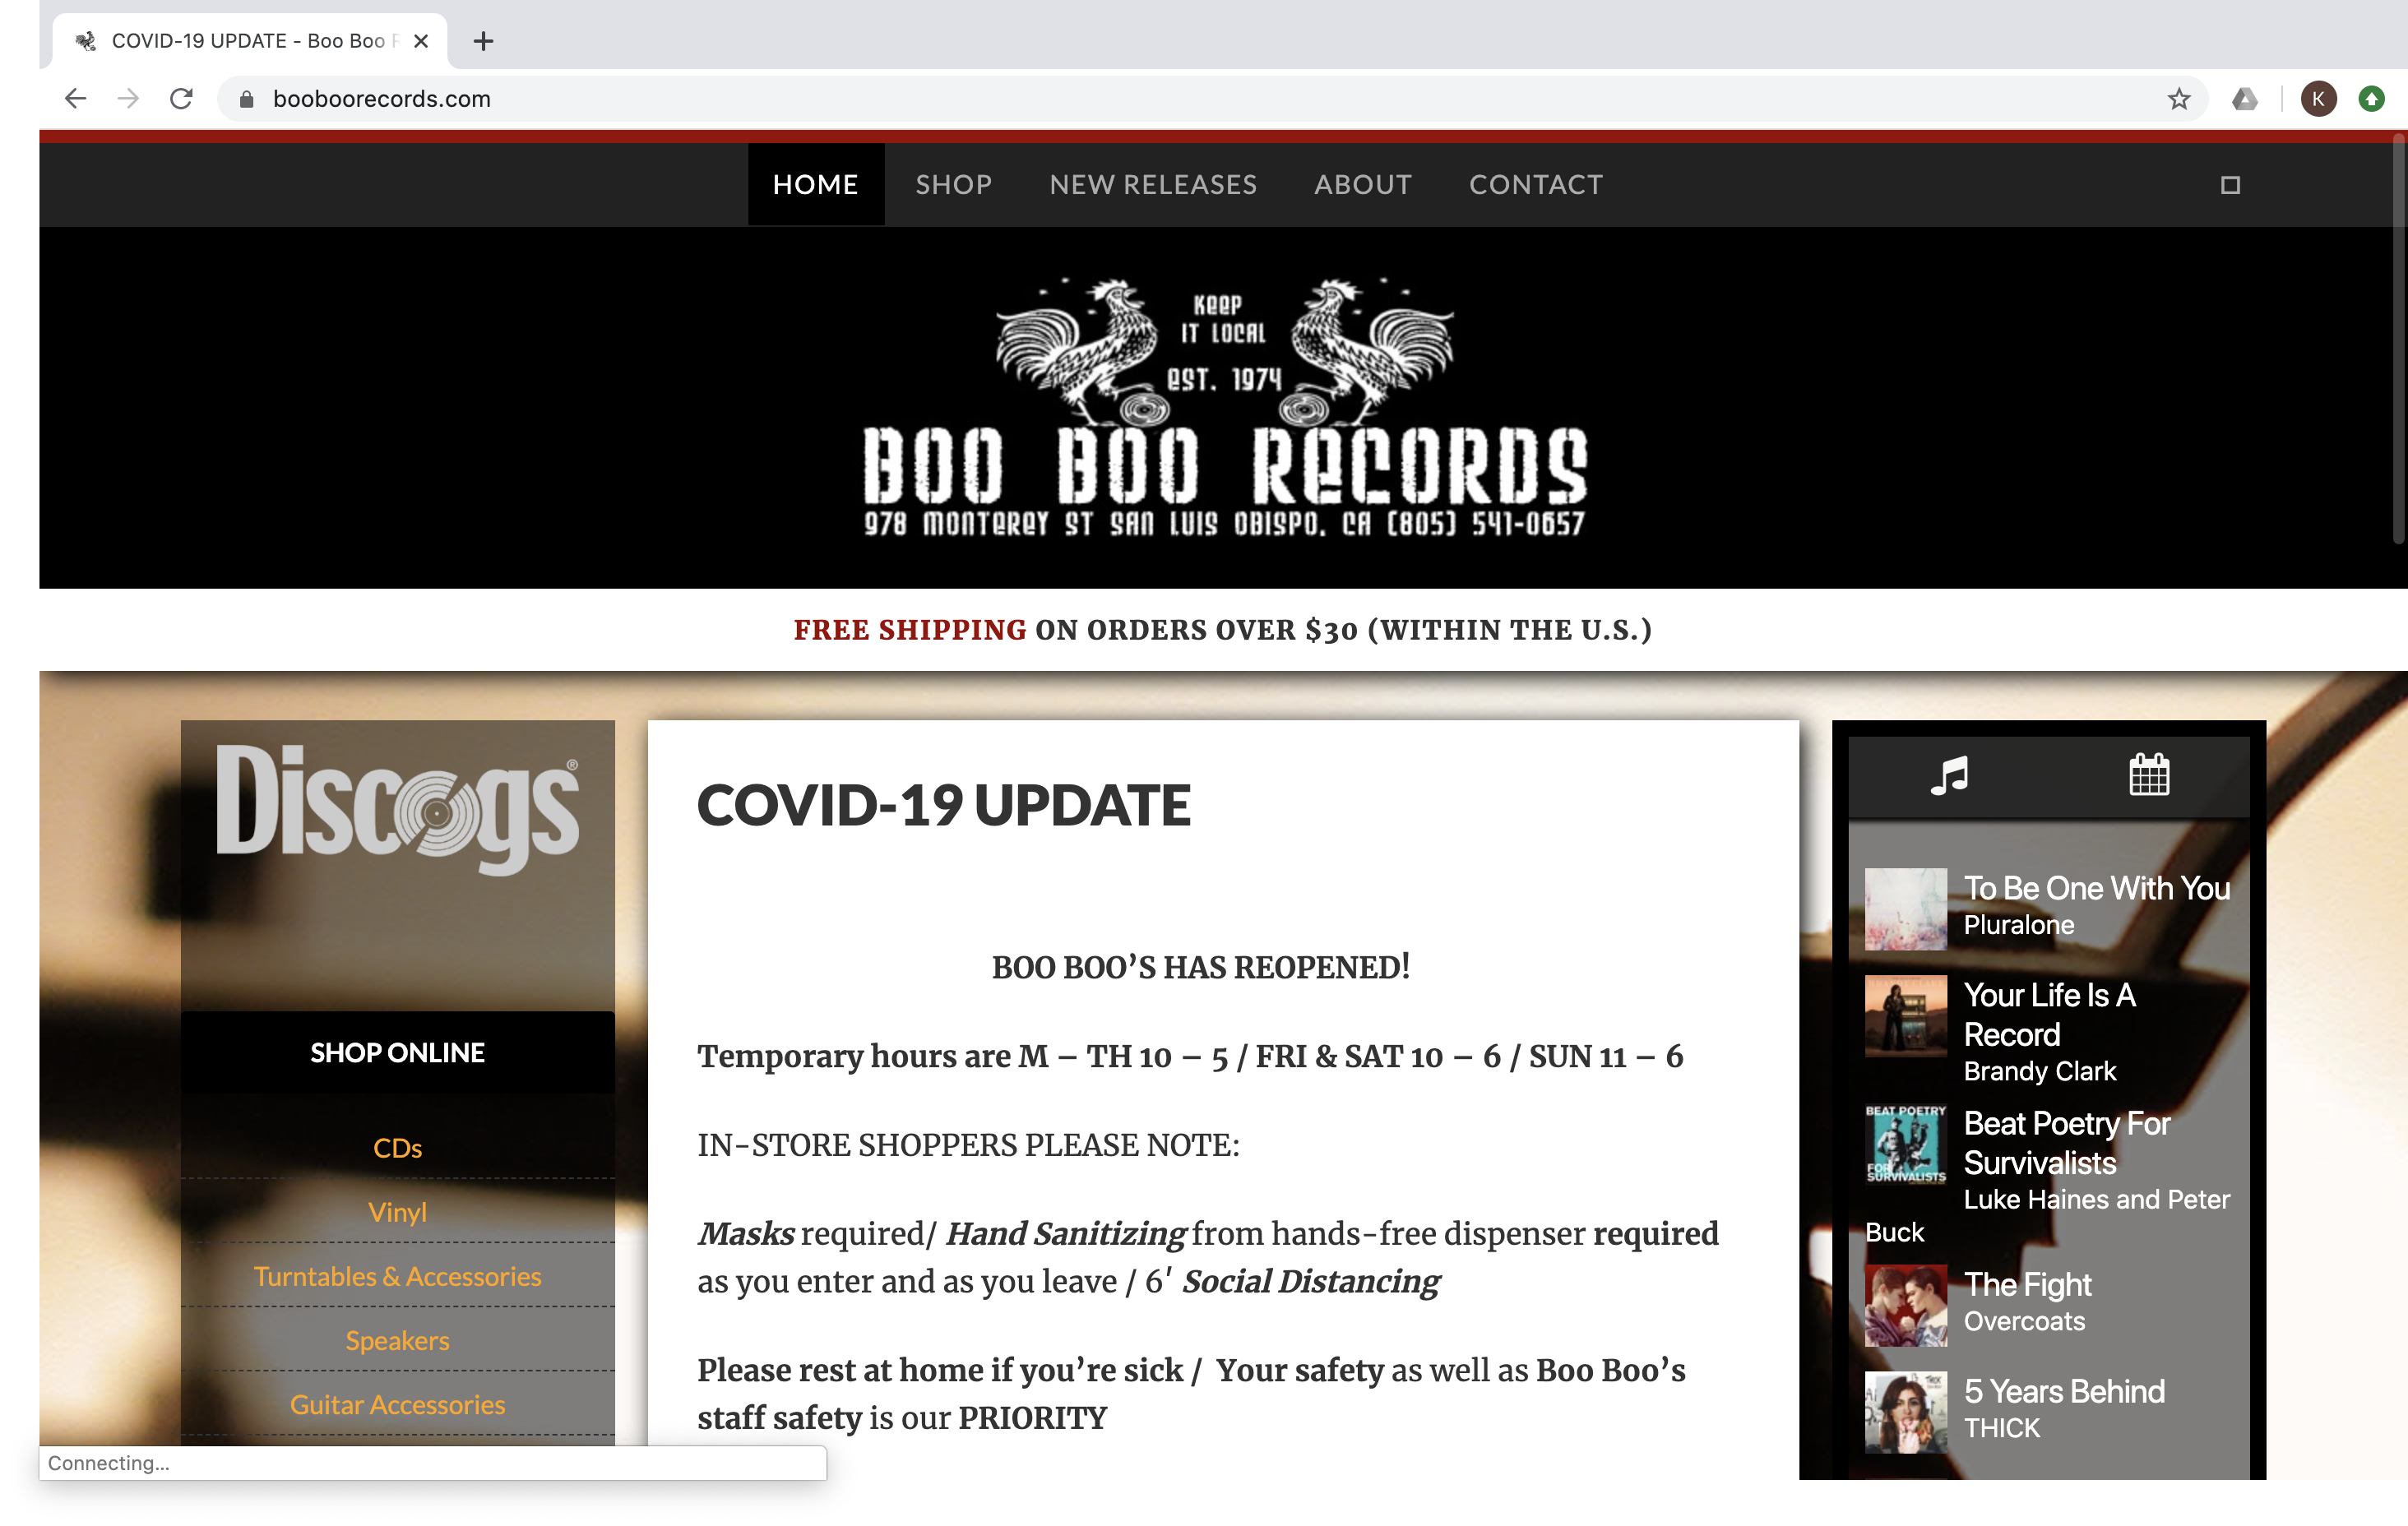 COVID-19 UPDATE - Boo Boo
booboorecords.com
K
HOME SHOP NEW RELEASES ABOUT CONTACT
KEEP
IT LOCAL
EST. 1974
BOO BOO RECORDS
978 MONTEREY ST SAN LUIS OBISPO, CA (805) 541-0657
FREE SHIPPING ON ORDERS OVER $30 (WITHIN THE U.S.)
Discogs®
SHOP ONLINE
CDs
Vinyl
Turntables & Accessories
Speakers
Guitar Accessories
COVID-19 UPDATE
BOO BOO’S HAS REOPENED!
Temporary hours are M – TH 10 – 5 / FRI & SAT 10 – 6 / SUN 11 – 6
IN-STORE SHOPPERS PLEASE NOTE:
Masks required/ Hand Sanitizing from hands-free dispenser required
as you enter and as you leave / 6′ Social Distancing
Please rest at home if you’re sick / Your safety as well as Boo Boo’s
staff safety is our PRIORITY
To Be One With You
Pluralone
Your Life Is A
Record
Brandy Clark
BEAT POETRY
FOR
SURVIVALISTS
Beat Poetry For
Survivalists
Luke Haines and Peter
Buck
The Fight
Overcoats
5 Years Behind
THICK
Connecting...